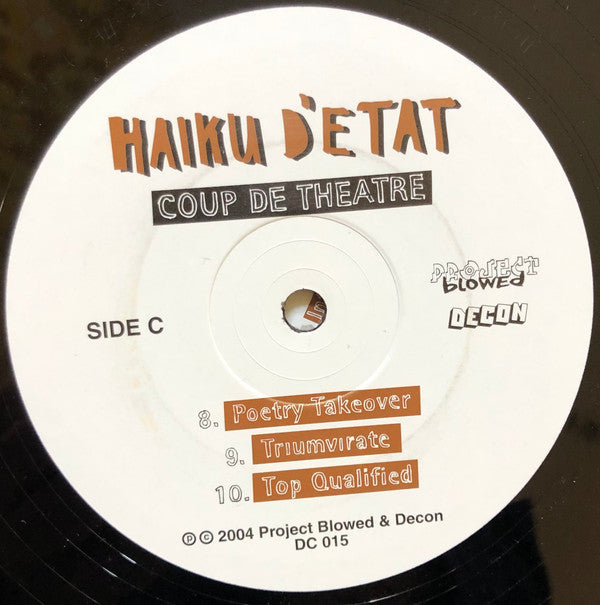 HAIKU D'ETAT
COUP DE THEATRE
PROJECT
blowed
DECON
SIDE C
8. Poetry Takeover
9. Triumvirate
10. Top Qualified
℗ © 2004 Project Blowed & Decon
DC 015